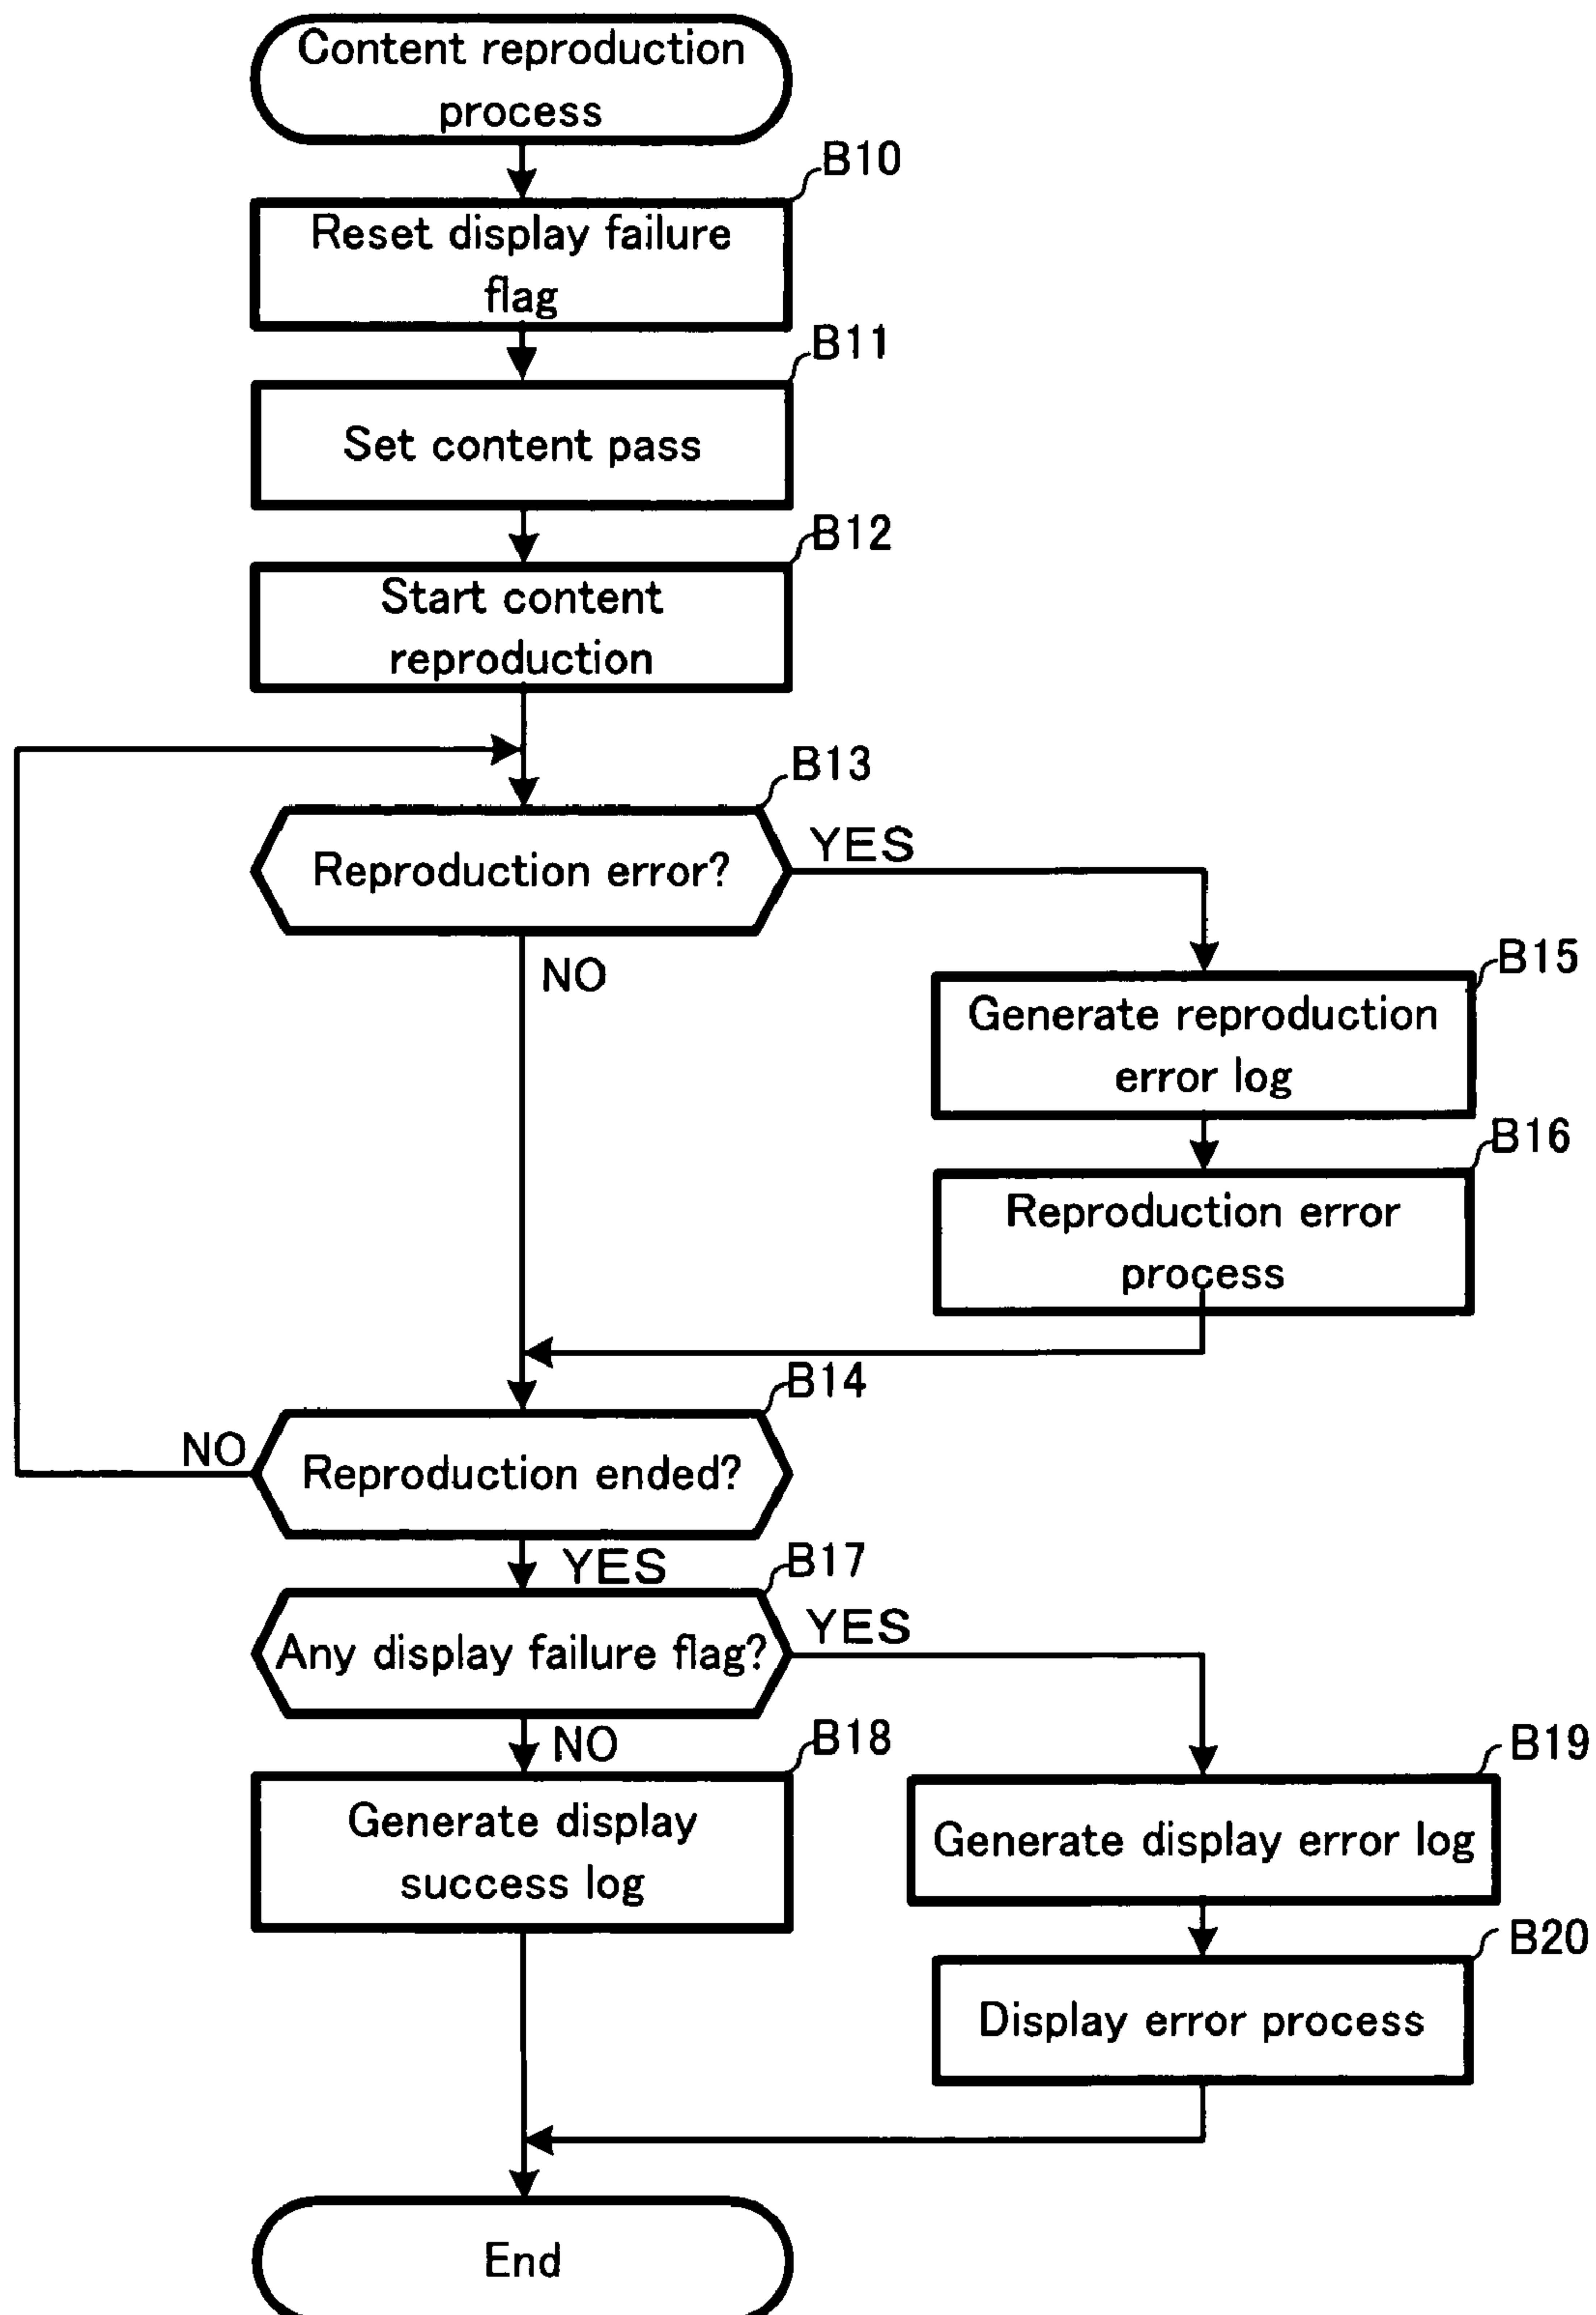 Content reproduction
process
B10
Reset display failure
flag
B11
Set content pass
B12
Start content
reproduction
B13
Reproduction error?
YES
NO
B15
Generate reproduction
error log
B16
Reproduction error
process
B14
Reproduction ended?
NO
YES
B17
Any display failure flag?
YES
NO
B18
Generate display
success log
B19
Generate display error log
B20
Display error process
End